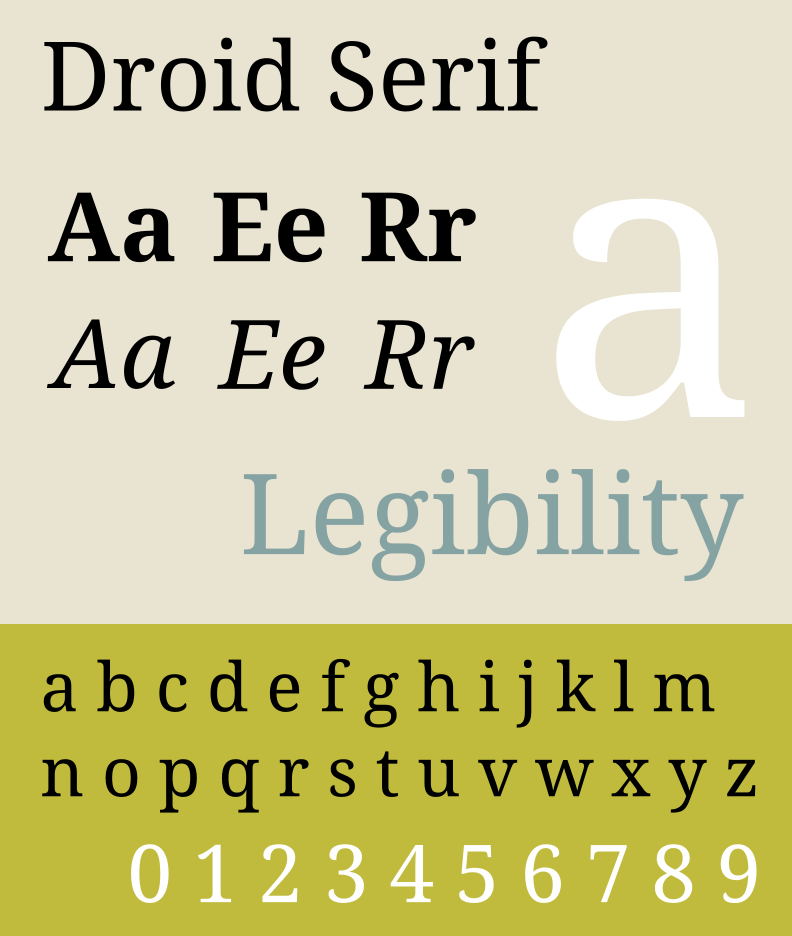 Droid Serif
Aa Ee Rr
a
Aa Ee Rr
Legibility
a b c d e f g h i j k l m
n o p q r s t u v w x y z
0 1 2 3 4 5 6 7 8 9